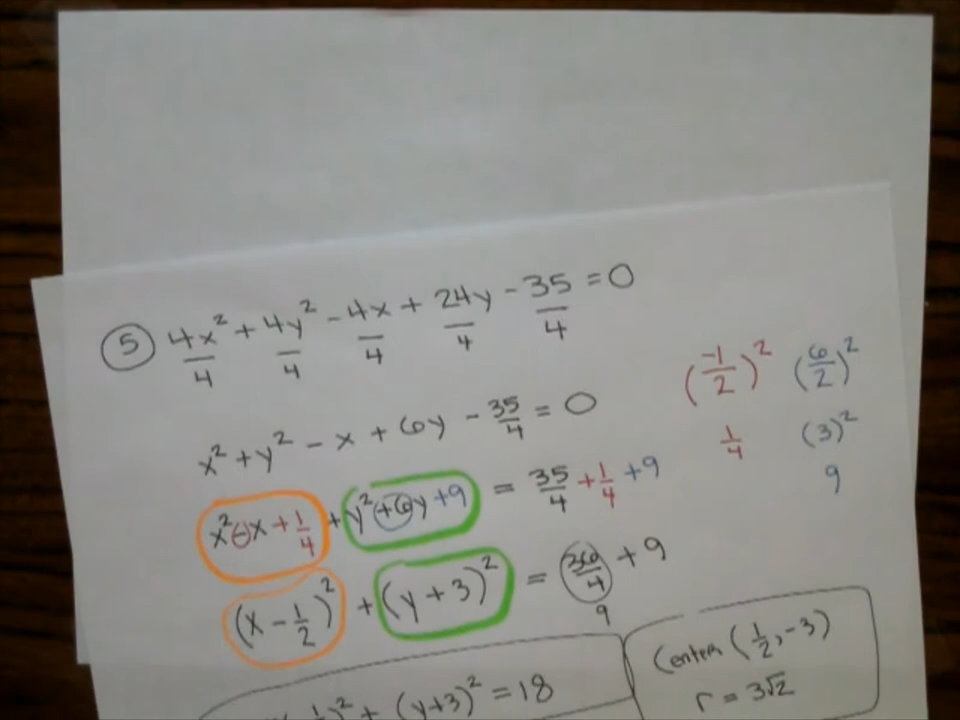 ⑤ 4x²/4 + 4y²/4 - 4x/4 + 24y/4 - 35/4 = 0
x² + y² - x + 6y - 35/4 = 0
(-1/2)² (6/2)²
1/4 (3)²
9
x² - x + 1/4 + y² + 6y + 9 = 35/4 + 1/4 + 9
(x - 1/2)² + (y + 3)² = 36/4 + 9
9
1/2)² + (y+3)² = 18
Center (1/2, -3)
r = 3√2